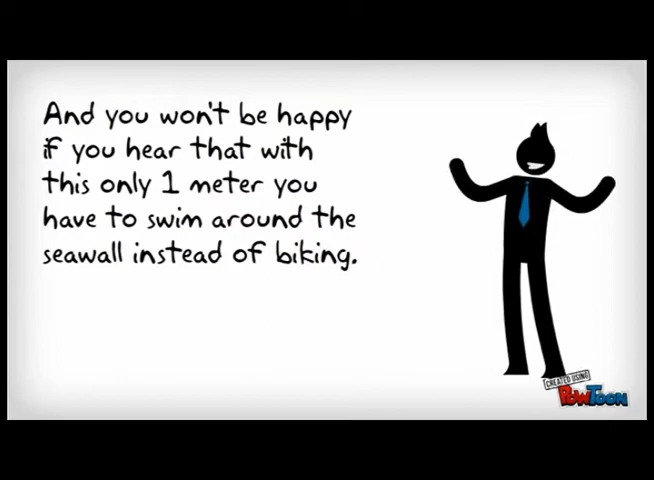 And you won't be happy
if you hear that with
this only 1 meter you
have to swim around the
seawall instead of biking.
CREATED USING
PowToon